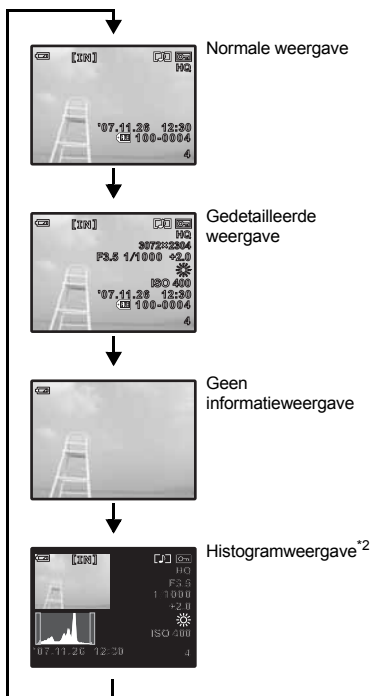 [IN]
HQ
Normale weergave
'07.11.26 12:30
100-0004
4
[IN]
HQ
3072×2304
F3.5 1/1000 +2.0
ISO 400
'07.11.26 12:30
100-0004
4
Gedetailleerde
weergave
Geen
informatieweergave
[IN]
HQ
F3.5
1/1000
+2.0
ISO 400
'07.11.26 12:30
4
Histogramweergave*2